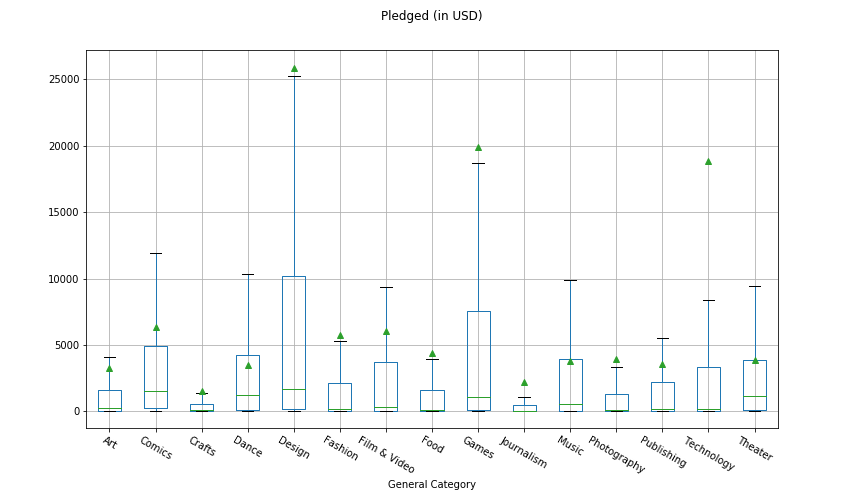 Pledged (in USD)
25000
20000
15000
10000
5000
0
Art
Comics
Crafts
Dance
Design
Fashion
Film & Video
Food
Games
Journalism
Music
Photography
Publishing
Technology
Theater
General Category